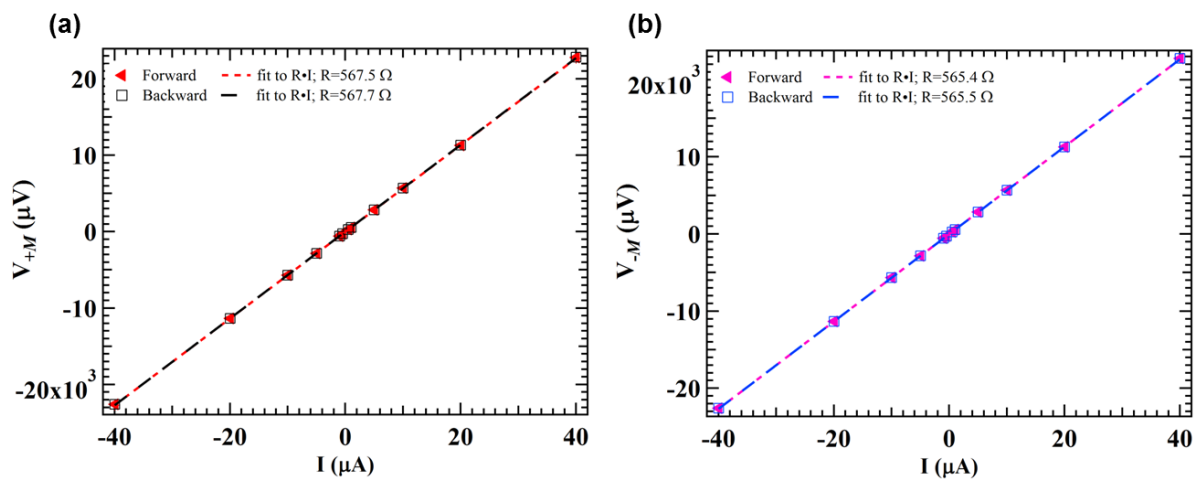 (a)
20
10
0
-10
-20x10³
V+M (μV)
Forward fit to R•I; R=567.5 Ω
Backward fit to R•I; R=567.7 Ω
-40 -20 0 20 40
I (μA)
(b)
20x10³
10
0
-10
-20
V-M (μV)
Forward fit to R•I; R=565.4 Ω
Backward fit to R•I; R=565.5 Ω
-40 -20 0 20 40
I (μA)